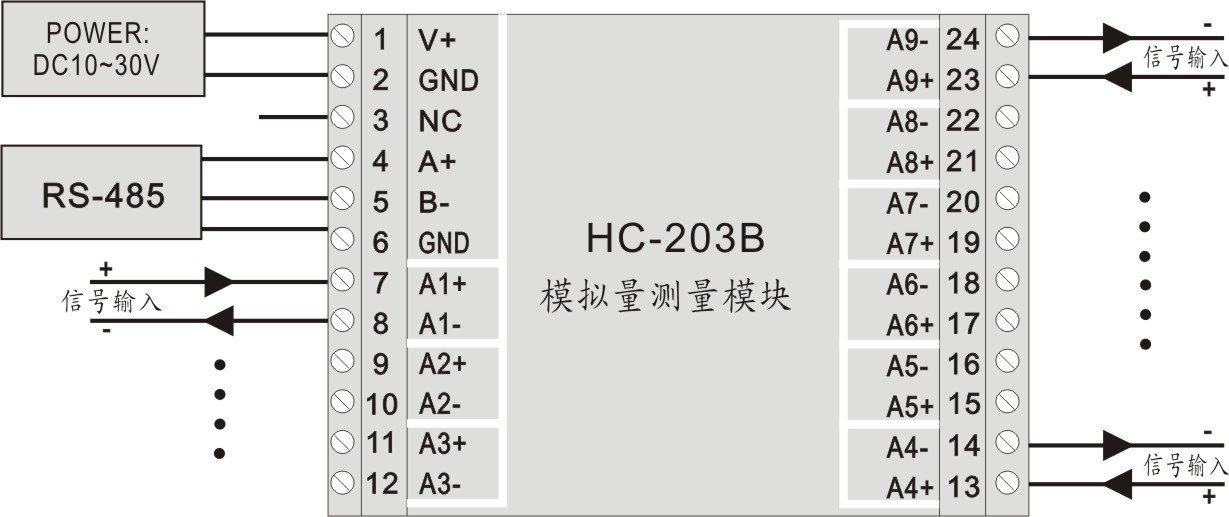 POWER:
DC10~30V
RS-485
+
信号输入
-
1 V+
2 GND
3 NC
4 A+
5 B-
6 GND
7 A1+
8 A1-
9 A2+
10 A2-
11 A3+
12 A3-
HC-203B
模拟量测量模块
A9- 24
A9+ 23
A8- 22
A8+ 21
A7- 20
A7+ 19
A6- 18
A6+ 17
A5- 16
A5+ 15
A4- 14
A4+ 13
-
信号输入
+
-
信号输入
+